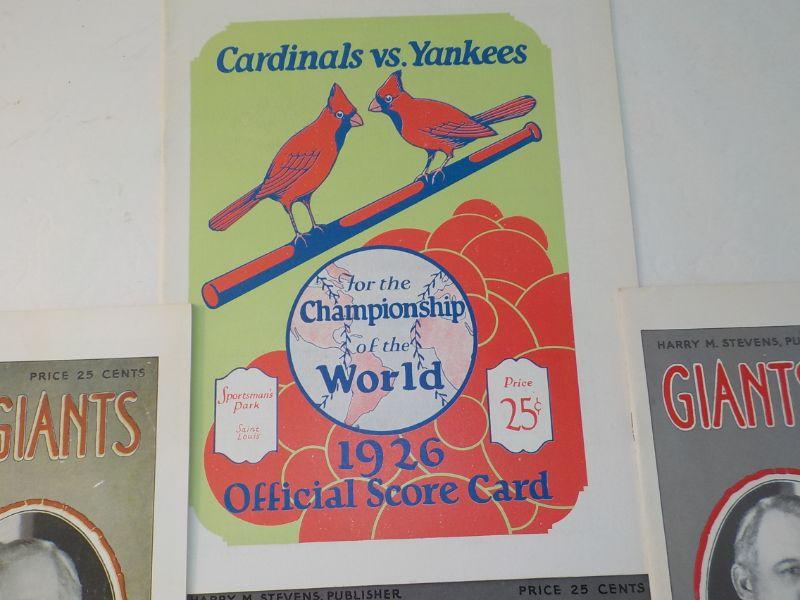 Cardinals vs. Yankees
for the
Championship
of the
World
Sportsman's
Park
Saint
Louis
Price
25¢
1926
Official Score Card
PRICE 25 CENTS
GIANTS
HARRY M. STEVENS, PU
GIANTS
HARRY M. STEVENS, PUBLISHER
PRICE 25 CENTS